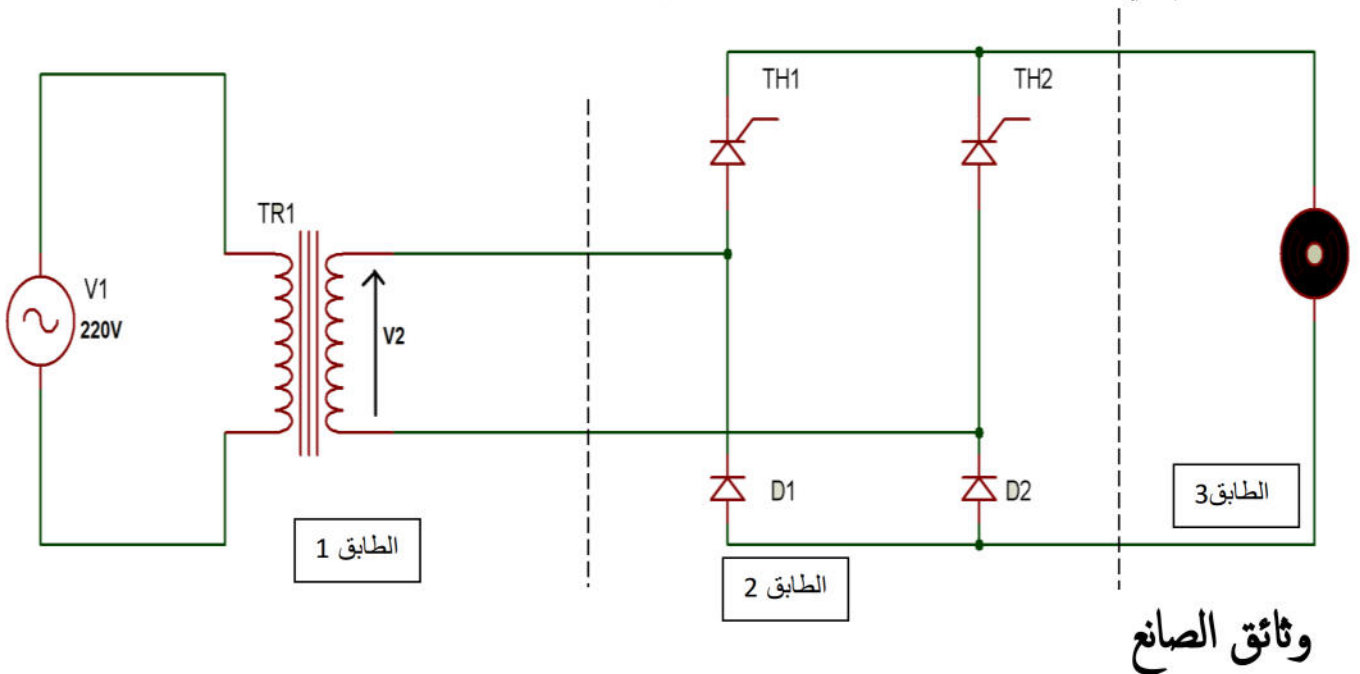 TH1
TH2
TR1
V1
220V
V2
D1
D2
الطابق 1
الطابق 2
الطابق3
وثائق الصانع